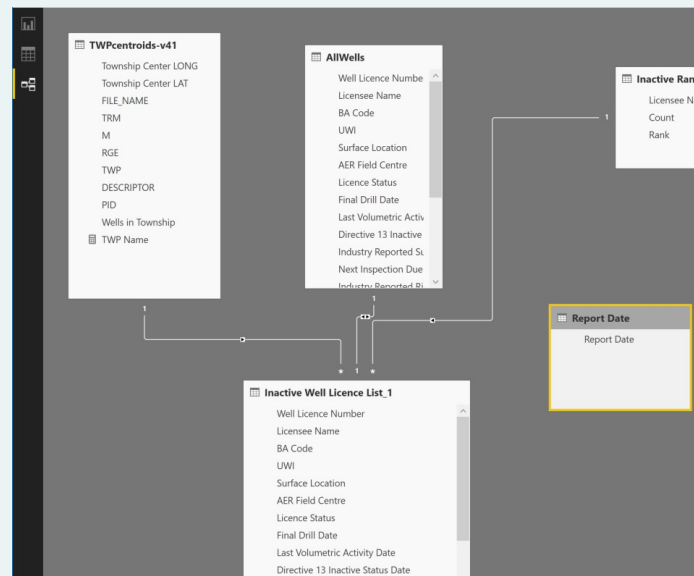 TWPcentroids-v41
Township Center LONG
Township Center LAT
FILE_NAME
TRM
M
RGE
TWP
DESCRIPTOR
PID
Wells in Township
TWP Name
1
AllWells
Well Licence Numbe
Licensee Name
BA Code
UWI
Surface Location
AER Field Centre
Licence Status
Final Drill Date
Last Volumetric Activ
Directive 13 Inactive
Industry Reported Su
Next Inspection Due
Industry Reported Ri
1
Inactive Ran
Licensee N
Count
Rank
1
Report Date
Report Date
* 1 *
Inactive Well Licence List_1
Well Licence Number
Licensee Name
BA Code
UWI
Surface Location
AER Field Centre
Licence Status
Final Drill Date
Last Volumetric Activity Date
Directive 13 Inactive Status Date